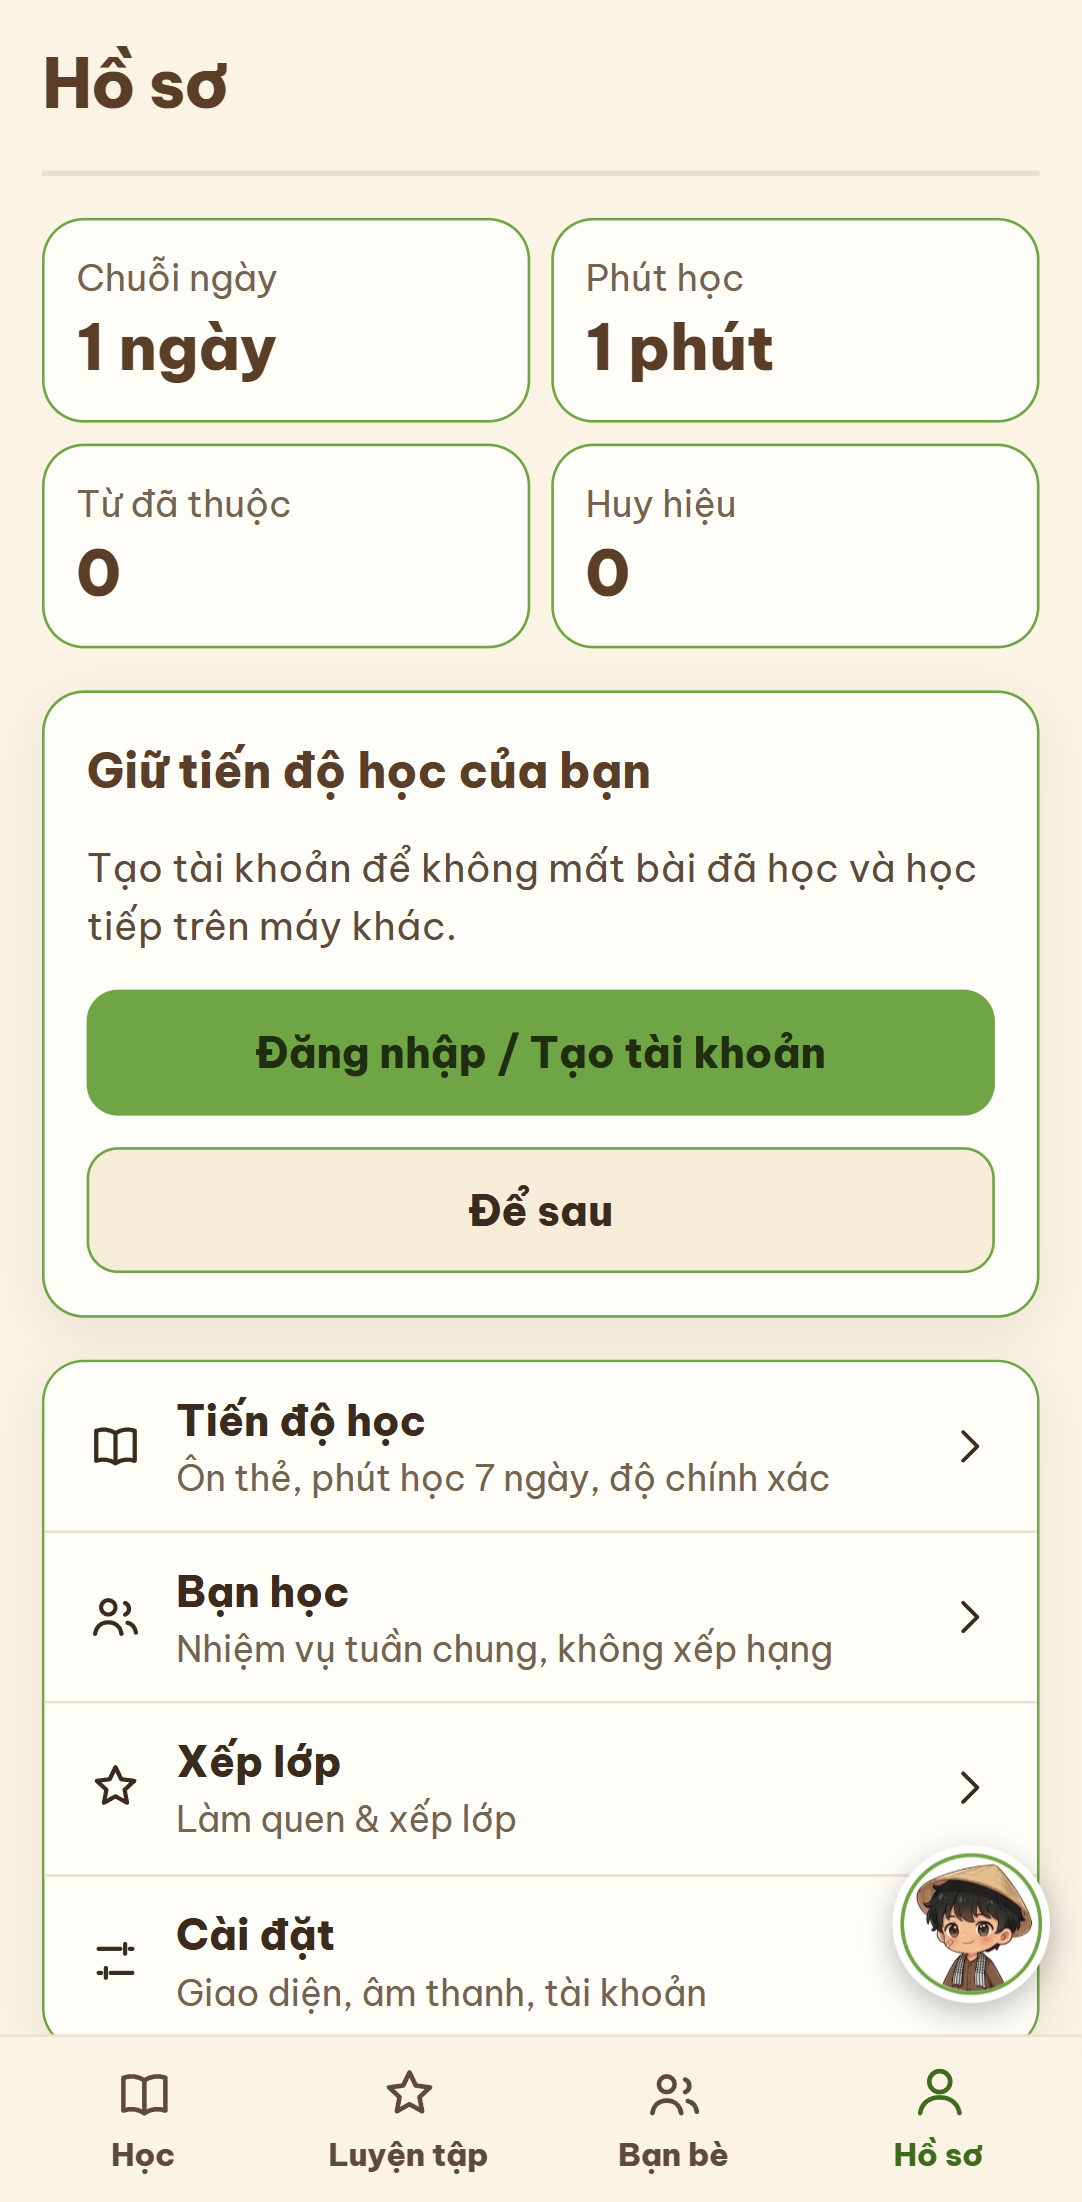 Hồ sơ
Chuỗi ngày
1 ngày
Phút học
1 phút
Từ đã thuộc
0
Huy hiệu
0
Giữ tiến độ học của bạn
Tạo tài khoản để không mất bài đã học và học
tiếp trên máy khác.
Đăng nhập / Tạo tài khoản
Để sau
Tiến độ học
Ôn thẻ, phút học 7 ngày, độ chính xác
Bạn học
Nhiệm vụ tuần chung, không xếp hạng
Xếp lớp
Làm quen & xếp lớp
Cài đặt
Giao diện, âm thanh, tài khoản
Học
Luyện tập
Bạn bè
Hồ sơ